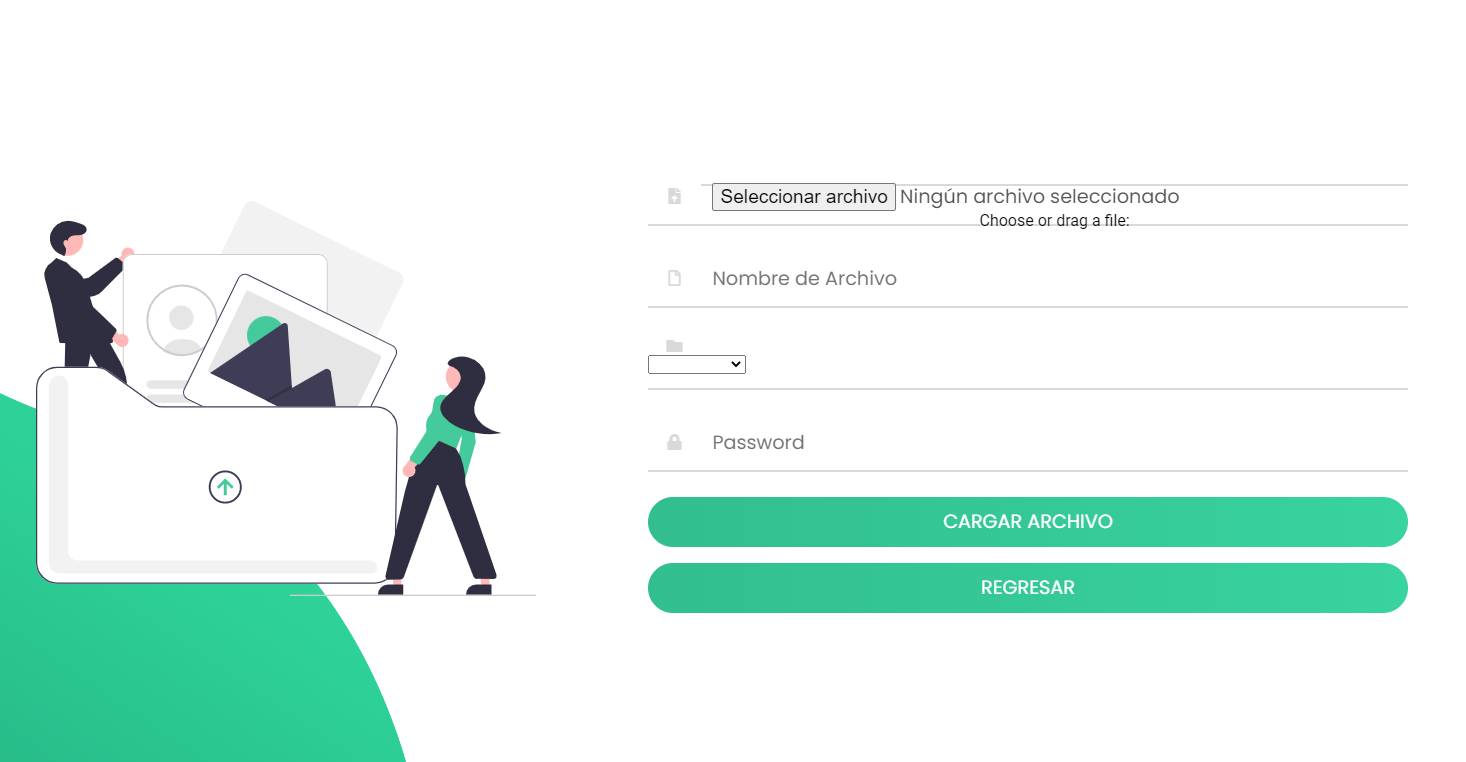 Seleccionar archivo Ningún archivo seleccionado
Choose or drag a file:
Nombre de Archivo
Password
CARGAR ARCHIVO
REGRESAR